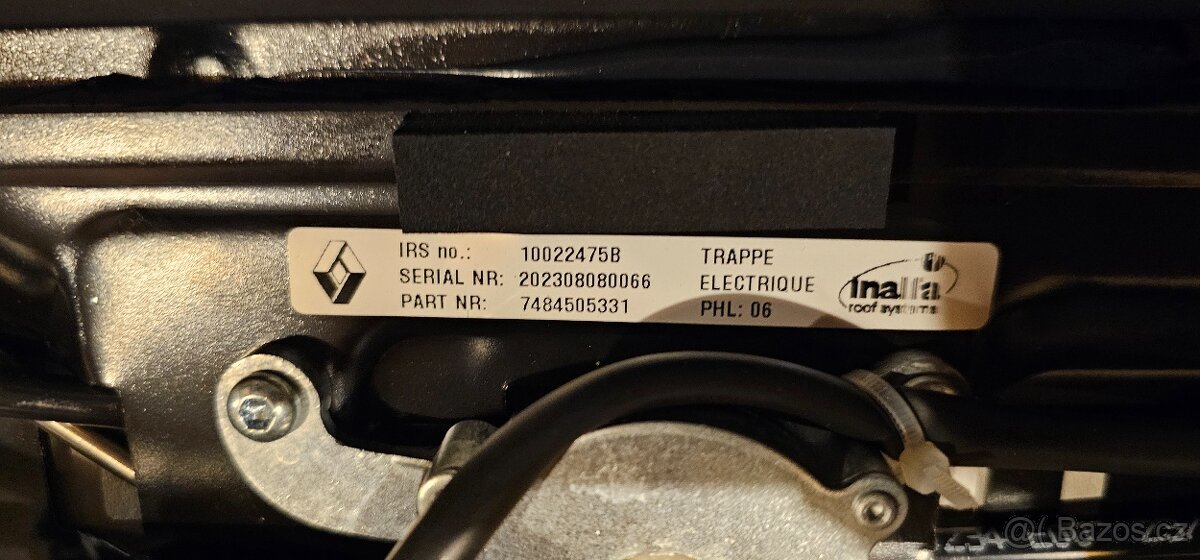 IRS no.: 10022475B TRAPPE
SERIAL NR: 202308080066 ELECTRIQUE
PART NR: 7484505331 PHL: 06
inalfa
roof systems
Bazos.cz